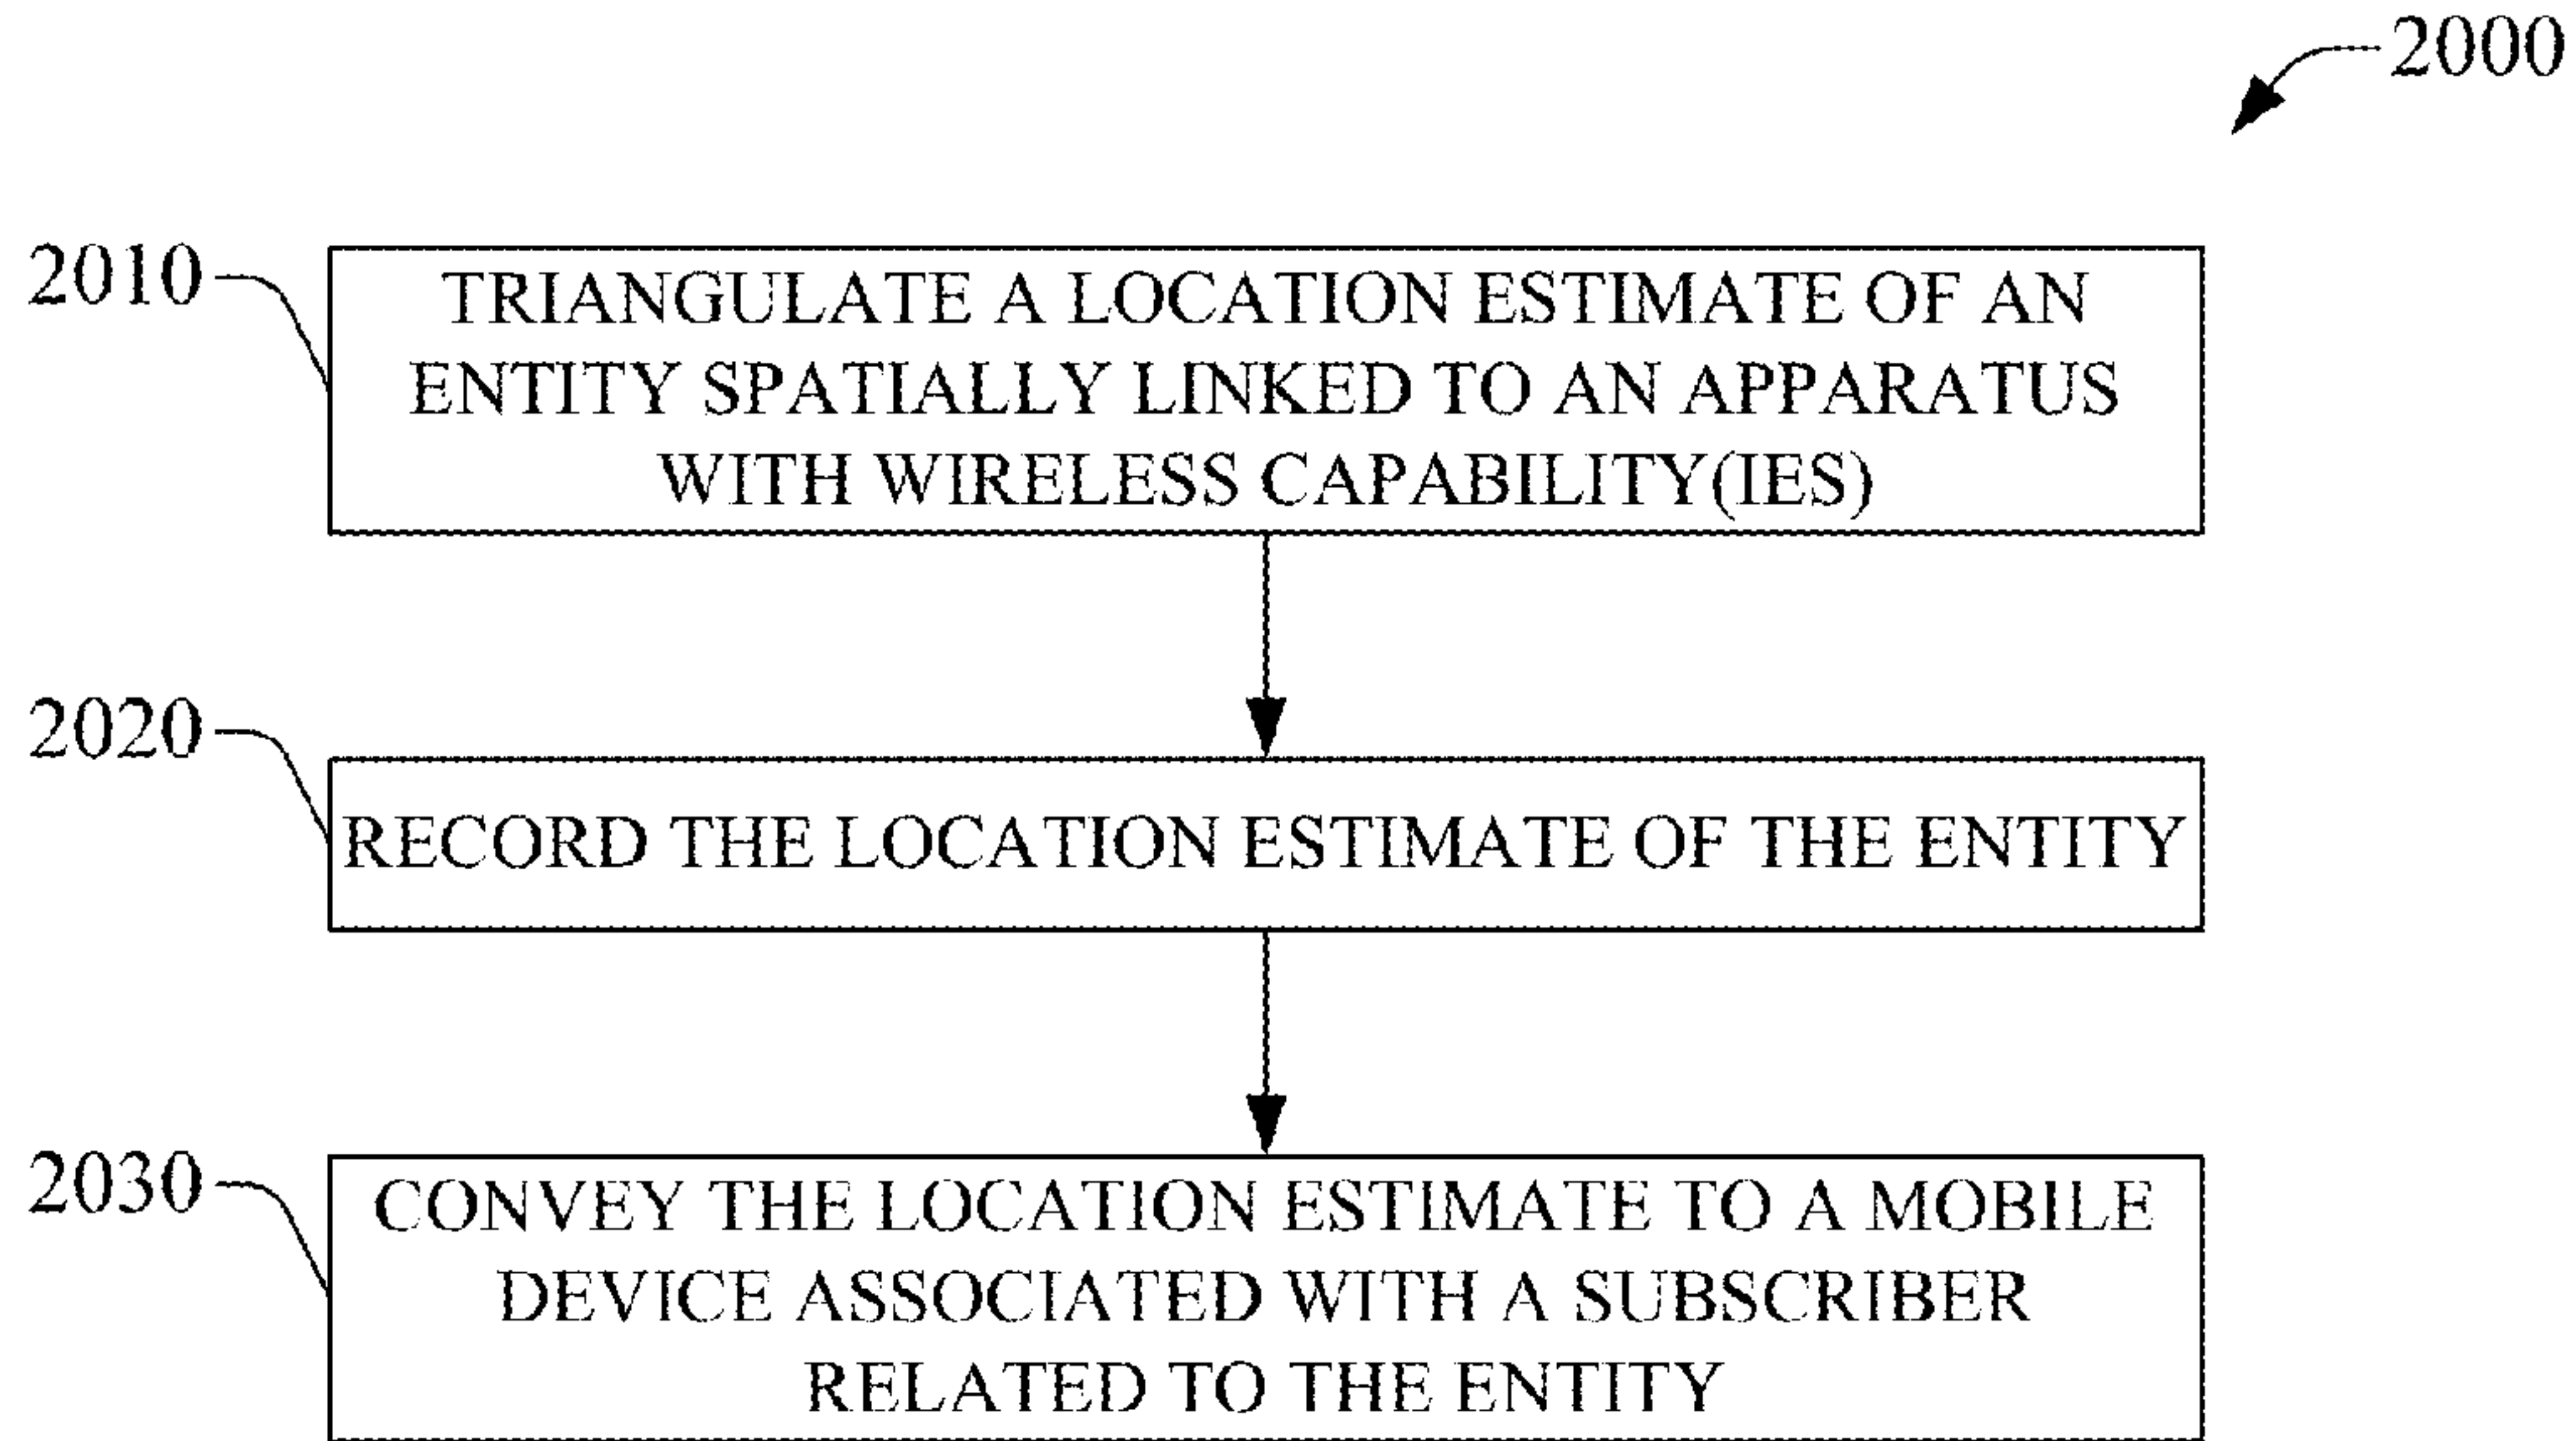 2000
2010
TRIANGULATE A LOCATION ESTIMATE OF AN
ENTITY SPATIALLY LINKED TO AN APPARATUS
WITH WIRELESS CAPABILITY(IES)
2020
RECORD THE LOCATION ESTIMATE OF THE ENTITY
2030
CONVEY THE LOCATION ESTIMATE TO A MOBILE
DEVICE ASSOCIATED WITH A SUBSCRIBER
RELATED TO THE ENTITY